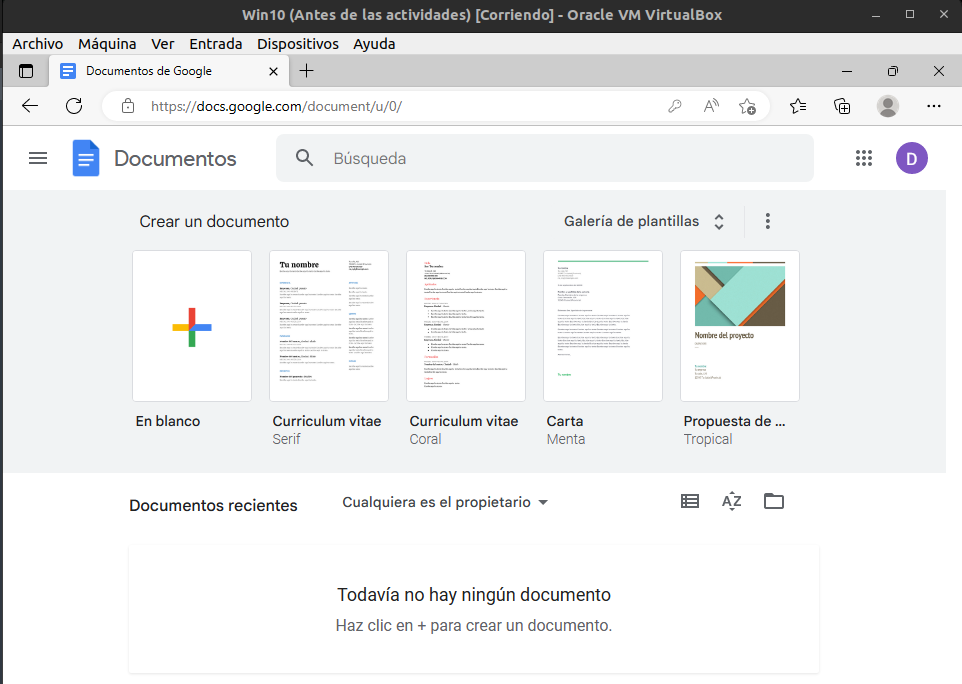 Win10 (Antes de las actividades) [Corriendo] - Oracle VM VirtualBox
Archivo Máquina Ver Entrada Dispositivos Ayuda
Documentos de Google
https://docs.google.com/document/u/0/
Documentos
Búsqueda
D
Crear un documento
Galería de plantillas
Tu nombre
Nombre del proyecto
En blanco
Curriculum vitae
Serif
Curriculum vitae
Coral
Carta
Menta
Propuesta de ...
Tropical
Documentos recientes
Cualquiera es el propietario
AZ
Todavía no hay ningún documento
Haz clic en + para crear un documento.